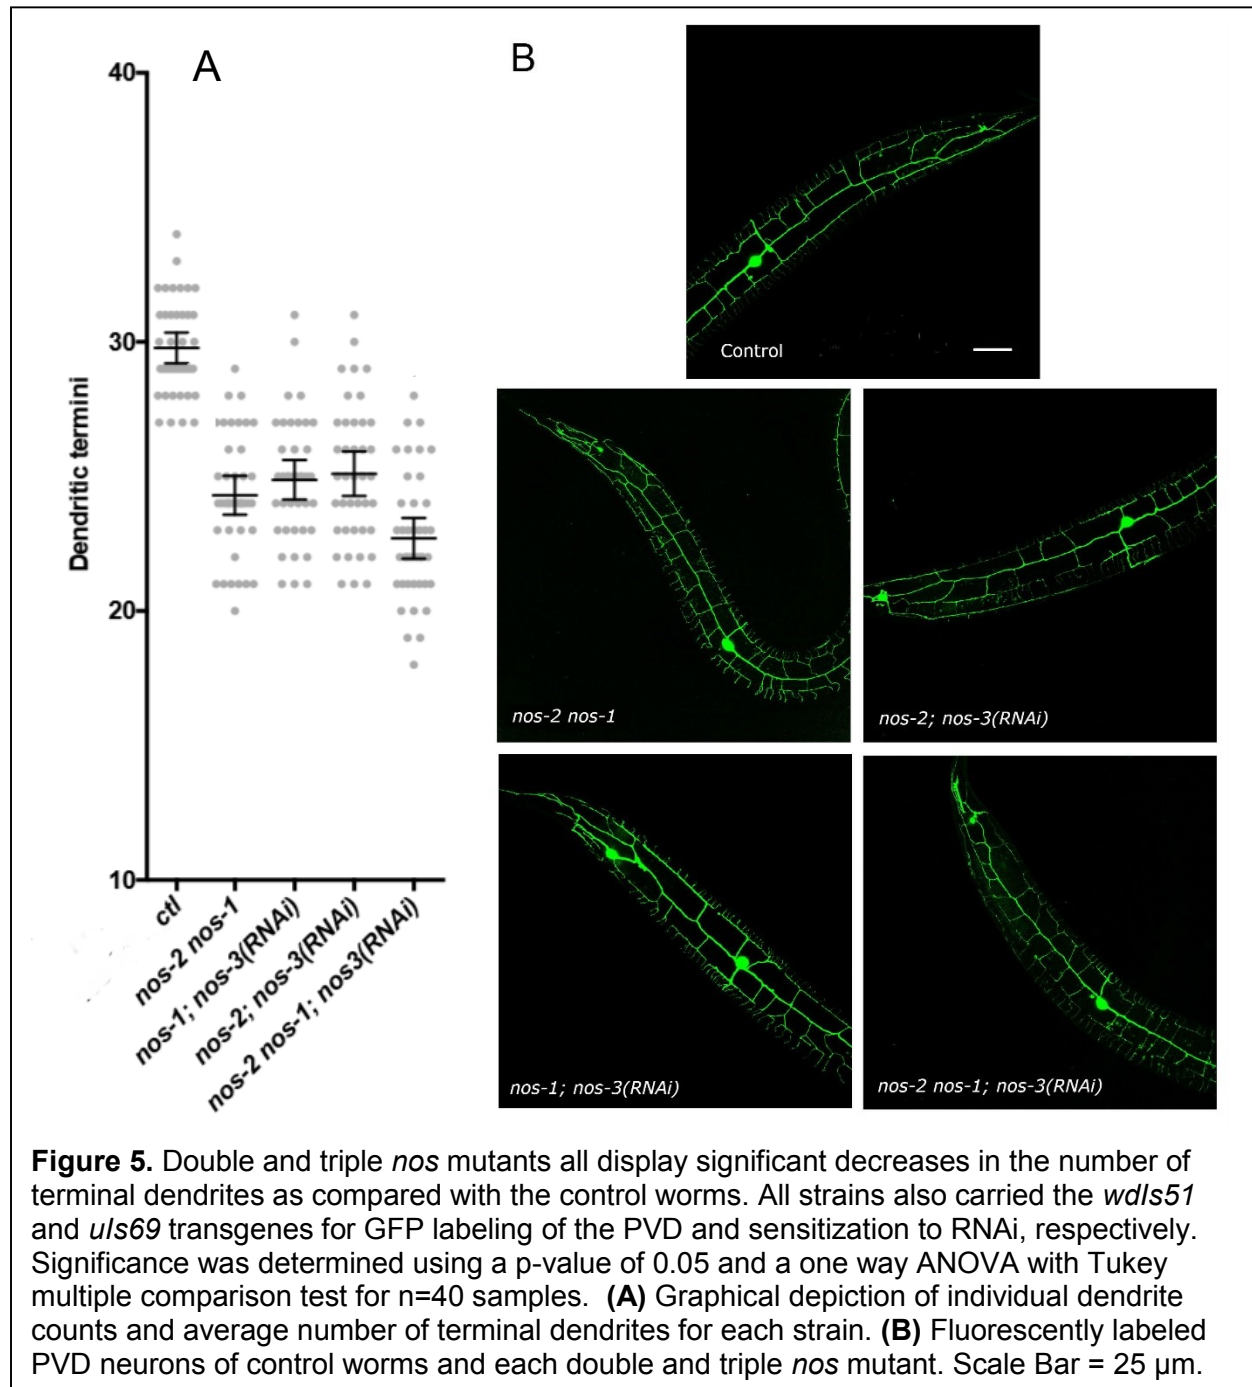 A
B
40
30
20
10
Dendritic termini
ctl
nos-2 nos-1
nos-1; nos-3(RNAi)
nos-2; nos-3(RNAi)
nos-2 nos-1; nos3(RNAi)
Control
nos-2 nos-1
nos-2; nos-3(RNAi)
nos-1; nos-3(RNAi)
nos-2 nos-1; nos-3(RNAi)
Figure 5. Double and triple nos mutants all display significant decreases in the number of
terminal dendrites as compared with the control worms. All strains also carried the wdIs51
and uIs69 transgenes for GFP labeling of the PVD and sensitization to RNAi, respectively.
Significance was determined using a p-value of 0.05 and a one way ANOVA with Tukey
multiple comparison test for n=40 samples. (A) Graphical depiction of individual dendrite
counts and average number of terminal dendrites for each strain. (B) Fluorescently labeled
PVD neurons of control worms and each double and triple nos mutant. Scale Bar = 25 µm.